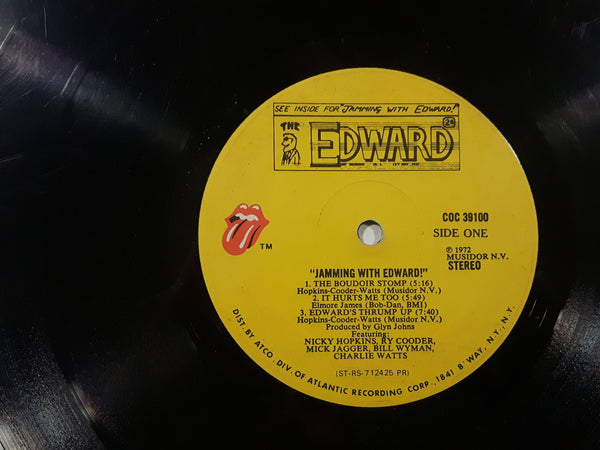 SEE INSIDE FOR "JAMMING WITH EDWARD!"
THE EDWARD 2d
COC 39100
SIDE ONE
℗ 1972
MUSIDOR N.V.
STEREO
TM
"JAMMING WITH EDWARD!"
1. THE BOUDOIR STOMP (5:16)
Hopkins-Cooder-Watts (Musidor N.V.)
2. IT HURTS ME TOO (5:49)
Elmore James (Bob-Dan, BMI)
3. EDWARD'S THRUMP UP (7:40)
Hopkins-Cooder-Watts (Musidor N.V.)
Produced by Glyn Johns
Featuring:
NICKY HOPKINS, RY COODER,
MICK JAGGER, BILL WYMAN,
CHARLIE WATTS
(ST-RS-712425 PR)
DIST BY ATCO. DIV. OF ATLANTIC RECORDING CORP., 1841 B'WAY, N.Y. N.Y.